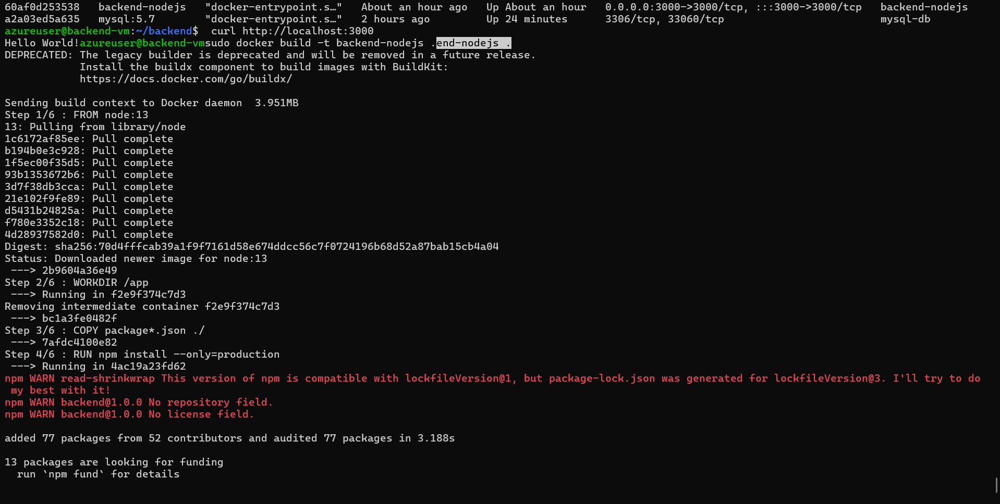 60af0d253538   backend-nodejs   "docker-entrypoint.s…"   About an hour ago   Up About an hour   0.0.0.0:3000->3000/tcp, :::3000->3000/tcp   backend-nodejs
a2a03ed5a635   mysql:5.7        "docker-entrypoint.s…"   2 hours ago         Up 24 minutes      3306/tcp, 33060/tcp                         mysql-db
azureuser@backend-vm:~/backend$  curl http://localhost:3000
Hello World!azureuser@backend-vmsudo docker build -t backend-nodejs .end-nodejs .
DEPRECATED: The legacy builder is deprecated and will be removed in a future release.
            Install the buildx component to build images with BuildKit:
            https://docs.docker.com/go/buildx/

Sending build context to Docker daemon  3.951MB
Step 1/6 : FROM node:13
13: Pulling from library/node
1c6172af85ee: Pull complete
b194b0e3c928: Pull complete
1f5ec00f35d5: Pull complete
93b1353672b6: Pull complete
3d7f38db3cca: Pull complete
21e102f9fe89: Pull complete
d5431b24825a: Pull complete
f780e3352c18: Pull complete
4d28937582d0: Pull complete
Digest: sha256:70d4fffcab39a1f9f7161d58e674ddcc56c7f0724196b68d52a87bab15cb4a04
Status: Downloaded newer image for node:13
 ---> 2b9604a36e49
Step 2/6 : WORKDIR /app
 ---> Running in f2e9f374c7d3
Removing intermediate container f2e9f374c7d3
 ---> bc1a3fe0482f
Step 3/6 : COPY package*.json ./
 ---> 7afdc4100e82
Step 4/6 : RUN npm install --only=production
 ---> Running in 4ac19a23fd62
npm WARN read-shrinkwrap This version of npm is compatible with lockfileVersion@1, but package-lock.json was generated for lockfileVersion@3. I'll try to do
 my best with it!
npm WARN backend@1.0.0 No repository field.
npm WARN backend@1.0.0 No license field.

added 77 packages from 52 contributors and audited 77 packages in 3.188s

13 packages are looking for funding
  run `npm fund` for details